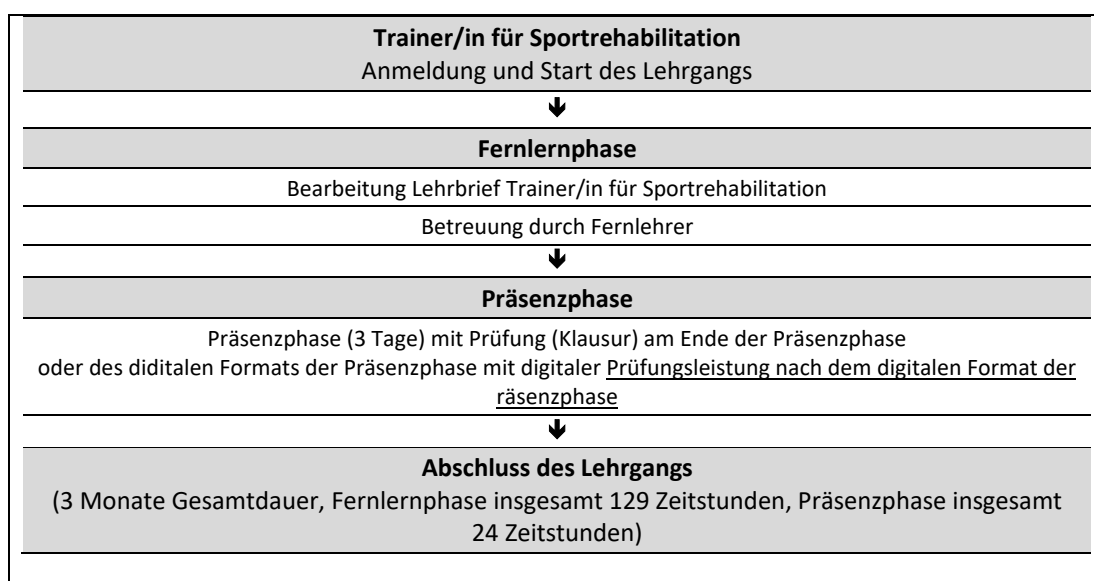 Trainer/in für Sportrehabilitation
Anmeldung und Start des Lehrgangs
Fernlernphase
Bearbeitung Lehrbrief Trainer/in für Sportrehabilitation
Betreuung durch Fernlehrer
Präsenzphase
Präsenzphase (3 Tage) mit Prüfung (Klausur) am Ende der Präsenzphase
oder des diditalen Formats der Präsenzphase mit digitaler Prüfungsleistung nach dem digitalen Format der
räsenzphase
Abschluss des Lehrgangs
(3 Monate Gesamtdauer, Fernlernphase insgesamt 129 Zeitstunden, Präsenzphase insgesamt
24 Zeitstunden)